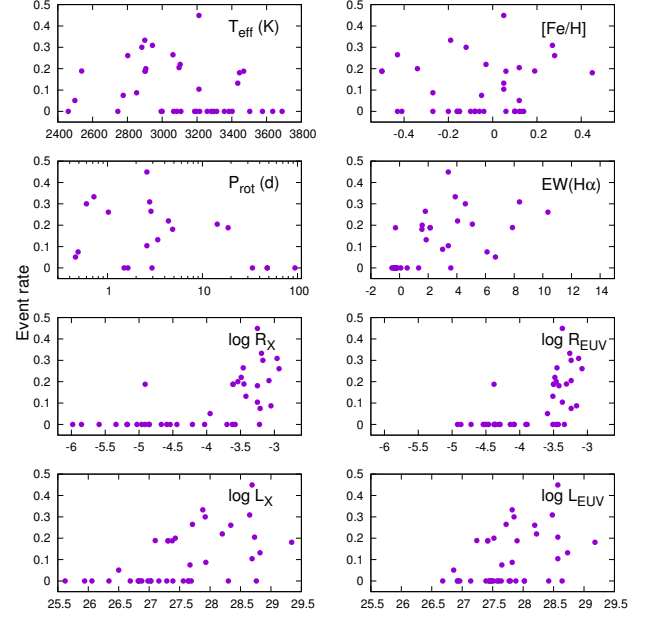 0.5
0.4
0.3
0.2
0.1
0
2400 2600 2800 3000 3200 3400 3600 3800
T_eff (K)
0.5
0.4
0.3
0.2
0.1
0
-0.4 -0.2 0 0.2 0.4
[Fe/H]
0.5
0.4
0.3
0.2
0.1
0
1 10 100
P_rot (d)
0.5
0.4
0.3
0.2
0.1
0
-2 0 2 4 6 8 10 12 14
EW(Hα)
Event rate
0.5
0.4
0.3
0.2
0.1
0
-6 -5.5 -5 -4.5 -4 -3.5 -3
log R_X
0.5
0.4
0.3
0.2
0.1
0
-6 -5.5 -5 -4.5 -4 -3.5 -3
log R_EUV
0.5
0.4
0.3
0.2
0.1
0
25.5 26 26.5 27 27.5 28 28.5 29 29.5
log L_X
0.5
0.4
0.3
0.2
0.1
0
25.5 26 26.5 27 27.5 28 28.5 29 29.5
log L_EUV